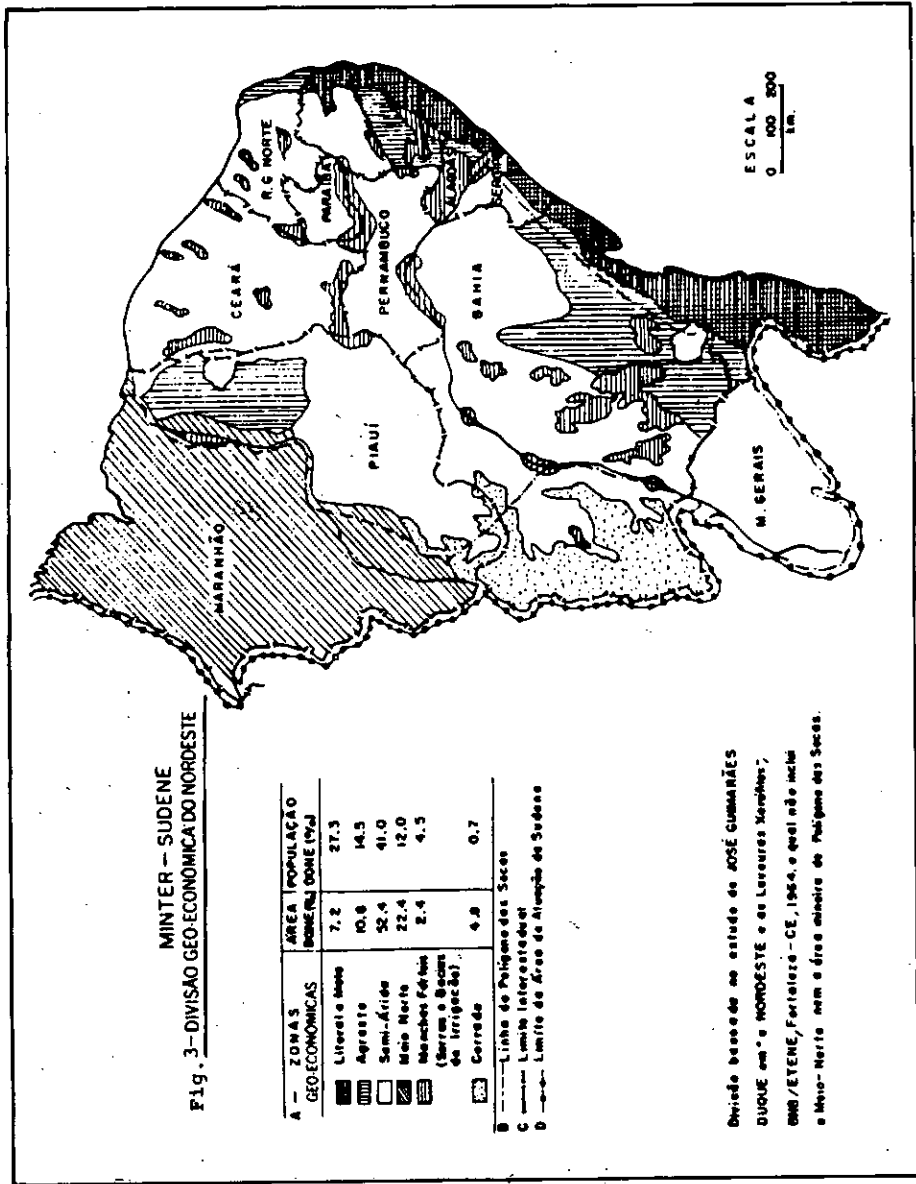 MINTER – SUDENE
Fig. 3 – DIVISÃO GEO-ECONÔMICA DO NORDESTE
A – ZONAS GEO-ECONÔMICAS ÁREA DONE(%) POPULAÇÃO DONE (%)
Litoral e Mata 7.2 27.3
Agreste 10.8 14.5
Semi-Árida 52.4 41.0
Meio Norte 22.4 12.0
Manchas Férteis 2.4 4.5
(Serras e Bacias
de Irrigação)
Cerrado 4.8 0.7
B Linha do Polígono das Secas
C Limite Interestadual
D Limite da Área de Atuação da Sudene
Divisão baseada no estudo de JOSÉ GUIMARÃES
DUQUE em "O NORDESTE e as Lavouras Xerófilas",
BNB/ETENE, Fortaleza - CE, 1964, o qual não inclui
o Meio-Norte nem a área mineira do Polígono das Secas.
MARANHÃO
PIAUÍ
CEARÁ
R.G. NORTE
PARAÍBA
PERNAMBUCO
ALAGOAS
BAHIA
M. GERAIS
ESCALA
0 100 200
km.